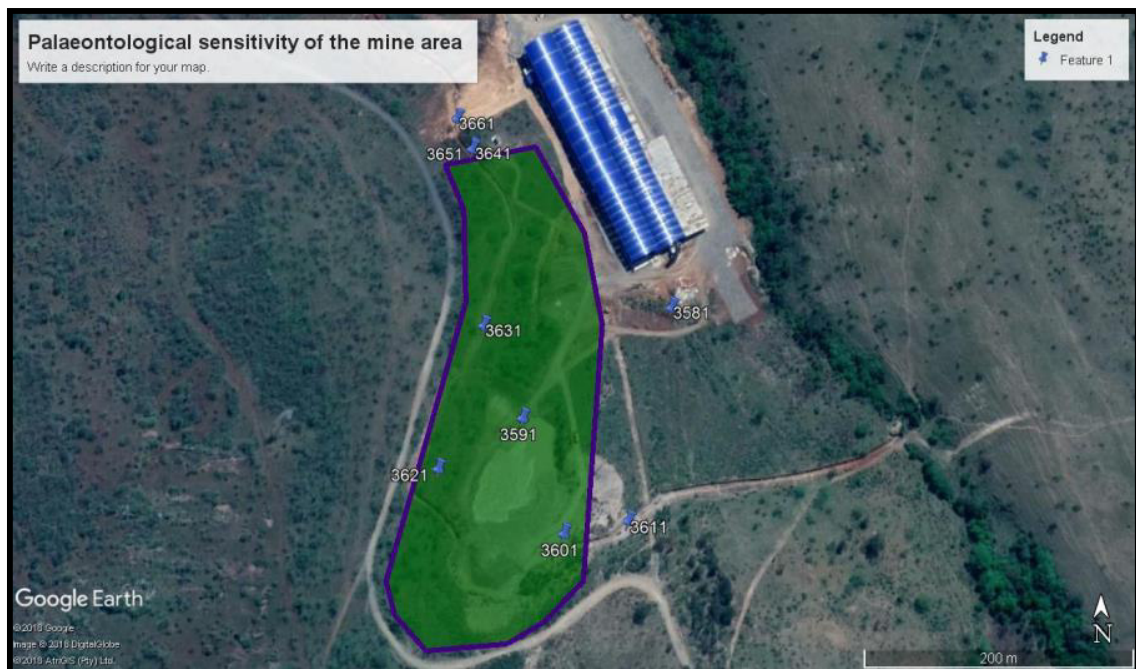 Palaeontological sensitivity of the mine area
Write a description for your map.
Legend
Feature 1
3661
3651 3641
3581
3631
3591
3621
3611
3601
Google Earth
©2018 Google
Image © 2018 DigitalGlobe
©2018 AfriGIS (Pty) Ltd.
N
200 m